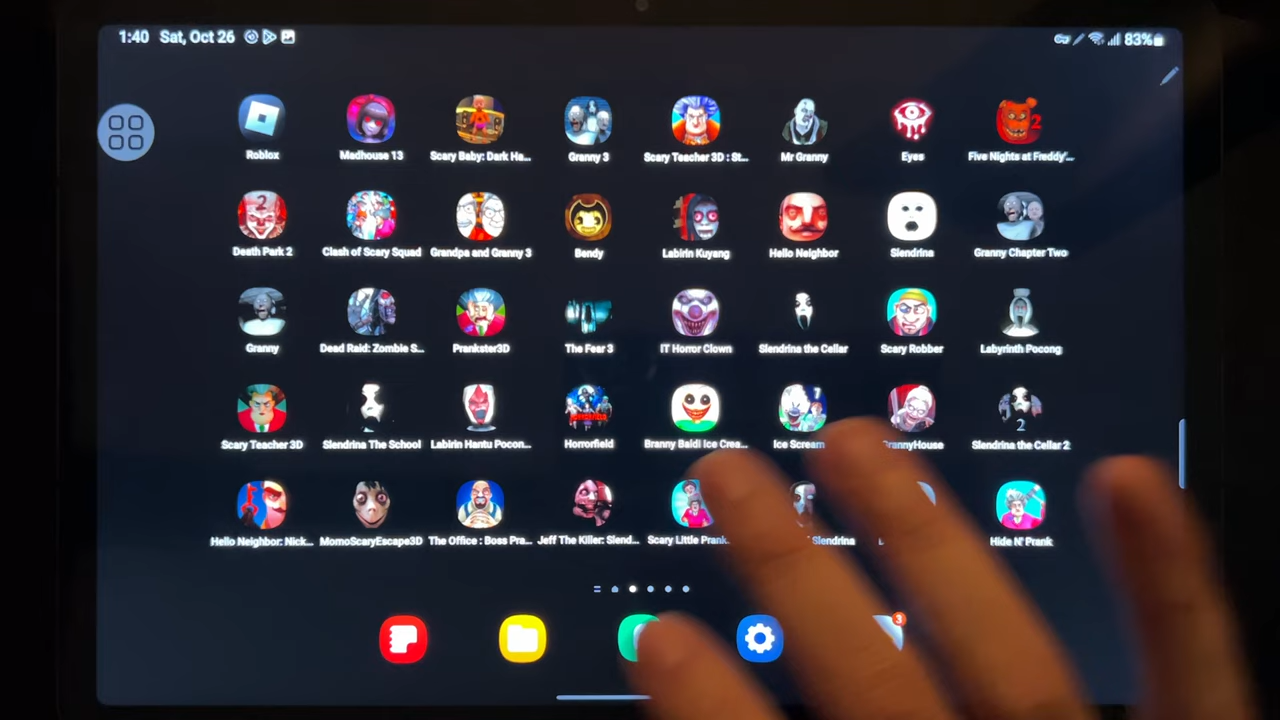 1:40 Sat, Oct 26
83%
Roblox
Madhouse 13
Scary Baby: Dark Ha...
Granny 3
Scary Teacher 3D : St...
Mr Granny
Eyes
Five Nights at Freddy'...
2
Death Park 2
Clash of Scary Squad
Grandpa and Granny 3
Bendy
Labirin Kuyang
Hello Neighbor
Slendrina
Granny Chapter Two
2
Granny
Dead Raid: Zombie S...
Prankster3D
The Fear 3
IT Horror Clown
Slendrina the Cellar
Scary Robber
Labyrinth Pocong
Scary Teacher 3D
Slendrina The School
Labirin Hantu Pocon...
Horrorfield
Branny Baldi Ice Crea...
Ice Scream
GrannyHouse
Slendrina the Cellar 2
2
Hello Neighbor: Nick...
MomoScaryEscape3D
The Office : Boss Pra...
Jeff The Killer: Slend...
Scary Little Prank
Slendrina
Hide N' Prank
3